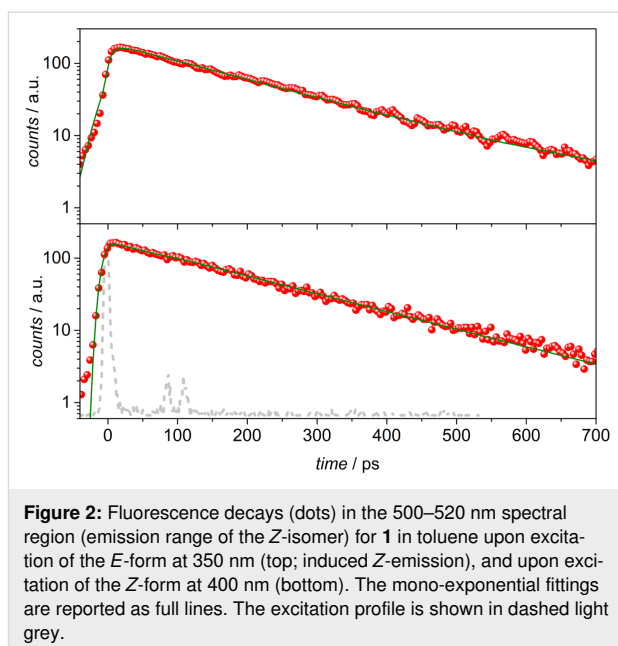 100
10
1
counts / a.u.
100
10
1
counts / a.u.
0 100 200 300 400 500 600 700
time / ps
Figure 2: Fluorescence decays (dots) in the 500–520 nm spectral
region (emission range of the Z-isomer) for 1 in toluene upon excita-
tion of the E-form at 350 nm (top; induced Z-emission), and upon exci-
tation of the Z-form at 400 nm (bottom). The mono-exponential fittings
are reported as full lines. The excitation profile is shown in dashed light
grey.